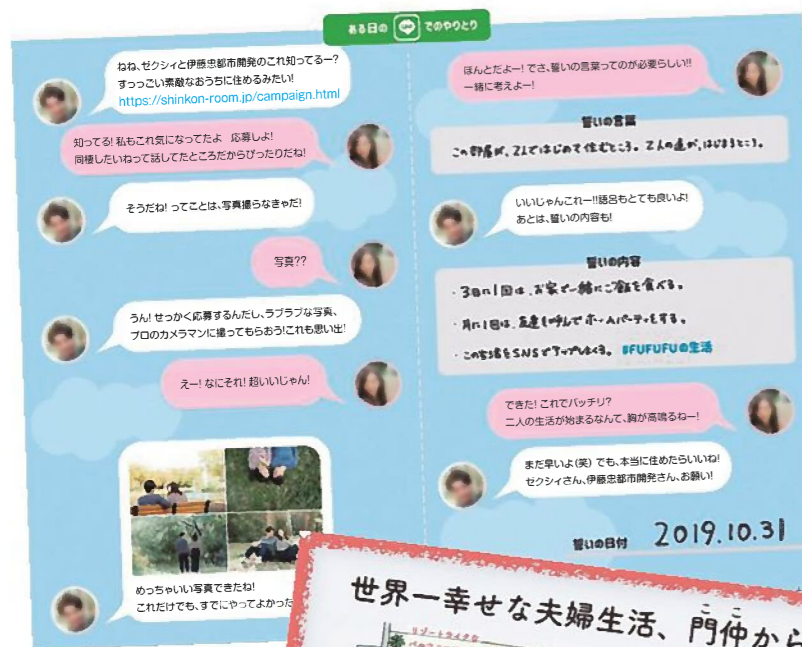 ある日の LINE でのやりとり
ねね、ゼクシィと伊藤忠都市開発のこれ知ってるー?
すっっごい素敵なおうちに住めるみたい!
https://shinkon-room.jp/campaign.html
知ってる! 私もこれ気になってたよ 応募しよ!
同棲したいねって話してたところだからぴったりだね!
そうだね! ってことは、写真撮らなきゃだ!
写真??
うん! せっかく応募するんだし、ラブラブな写真、
プロのカメラマンに撮ってもらおう!これも思い出!
えー! なにそれ! 超いいじゃん!
めっちゃいい写真できたね!
これだけでも、すでにやってよかった
ほんとだよー! でさ、誓いの言葉ってのが必要らしい!!
一緒に考えよー!
誓いの言葉
この部屋が、2人ではじめて住むところ。2人の道が、はじまるところ。
いいじゃんこれー!!語呂もとても良いよ!
あとは、誓いの内容も!
誓いの内容
・3日に1回は、お家で一緒にご飯を食べる。
・月に1回は、友達を呼んでホームパーティをする。
・この生活をSNSでアップしまくる。 #FUFUFUの生活
できた! これでバッチリ?
二人の生活が始まるなんて、胸が高鳴るねー!
まだ早いよ(笑) でも、本当に住めたらいいね!
ゼクシィさん、伊藤忠都市開発さん、お願い!
誓いの日付 2019.10.31
世界一幸せな夫婦生活、門仲から
リゾートライクな